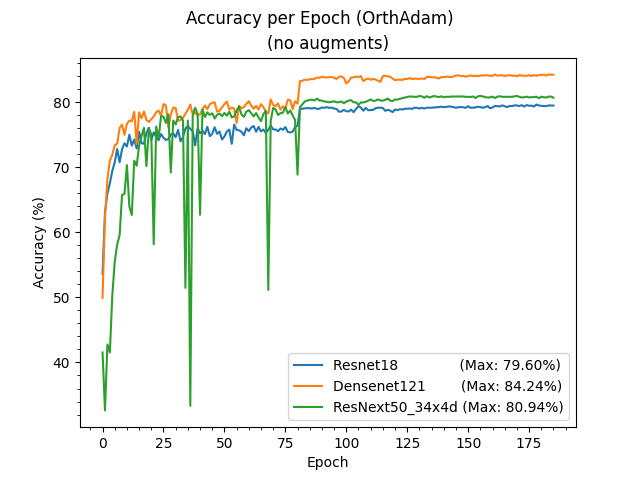 Accuracy per Epoch (OrthAdam)
(no augments)
Accuracy (%)
80
70
60
50
40
Resnet18 (Max: 79.60%)
Densenet121 (Max: 84.24%)
ResNext50_34x4d (Max: 80.94%)
0 25 50 75 100 125 150 175
Epoch